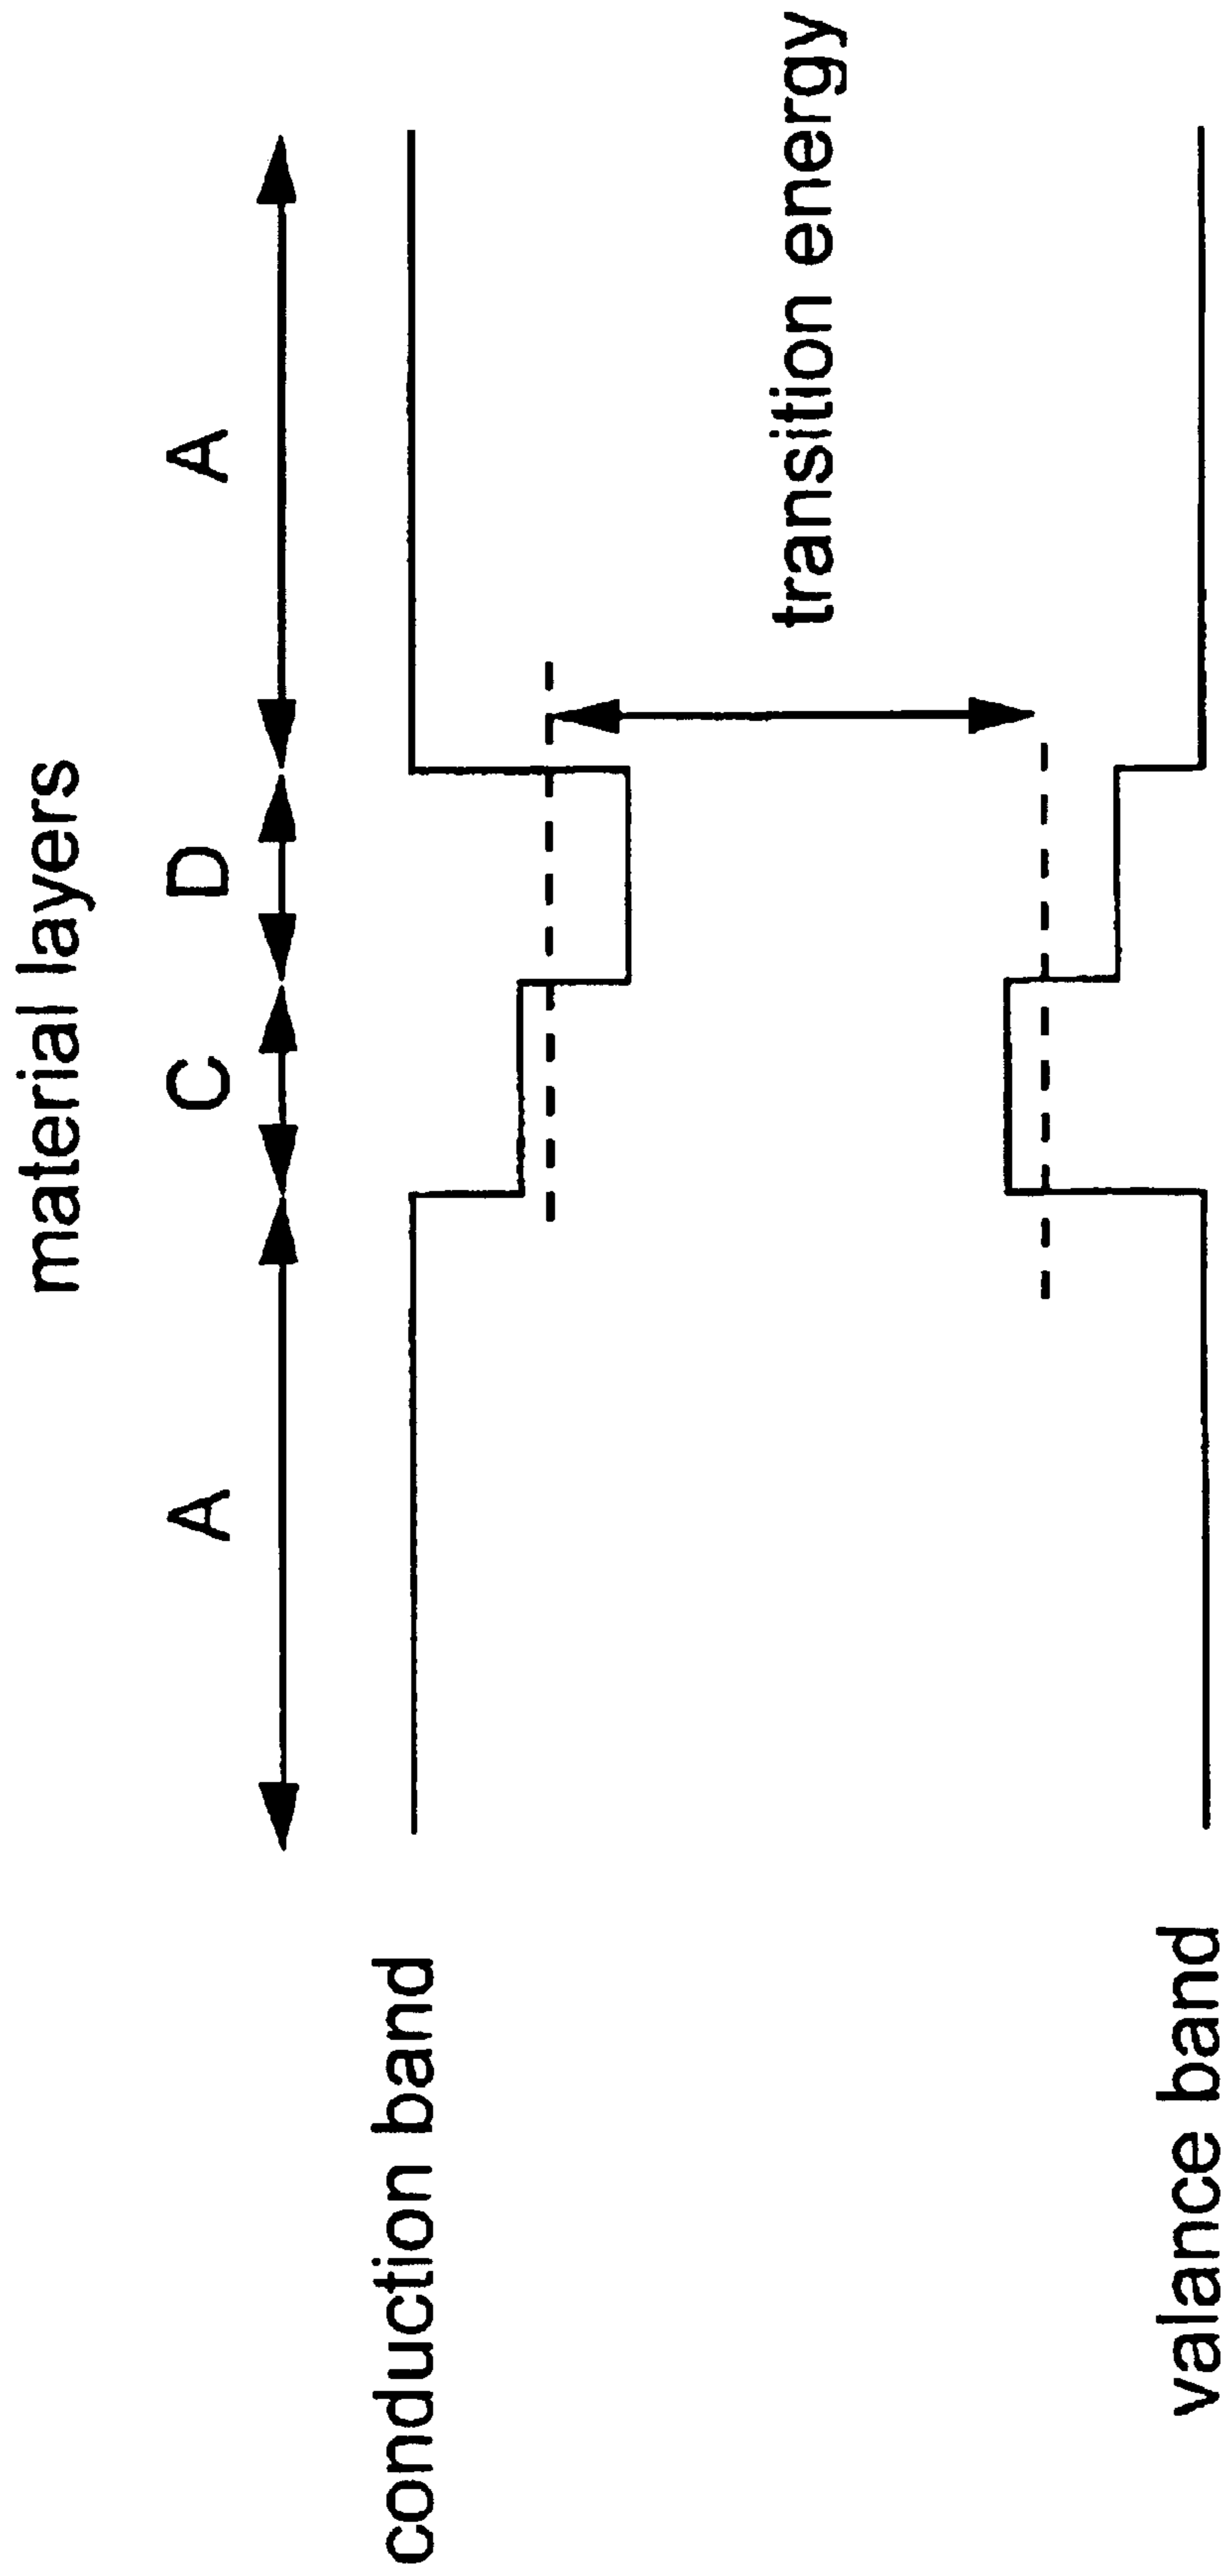 material layers
A
C
D
A
conduction band
transition energy
valance band